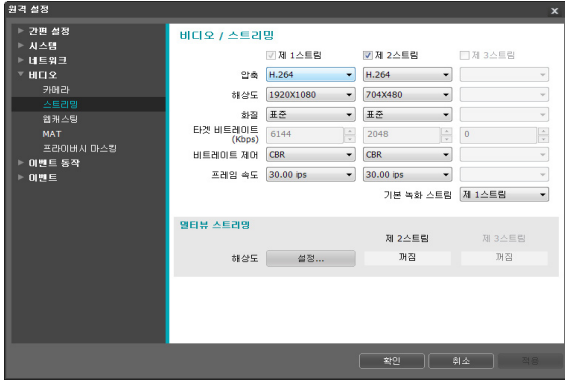 원격 설정
x
간편 설정
시스템
네트워크
비디오
카메라
스트리밍
웹캐스팅
MAT
프라이버시 마스킹
이벤트 동작
이벤트
비디오 / 스트리밍
제 1스트림 제 2스트림 제 3스트림
압축 H.264 H.264
해상도 1920X1080 704X480
화질 표준 표준
타겟 비트레이트 (Kbps) 6144 2048 0
비트레이트 제어 CBR CBR
프레임 속도 30.00 ips 30.00 ips
기본 녹화 스트림 제 1스트림
멀티뷰 스트리밍
제 2스트림 제 3스트림
해상도 설정... 꺼짐 꺼짐
확인 취소 적용